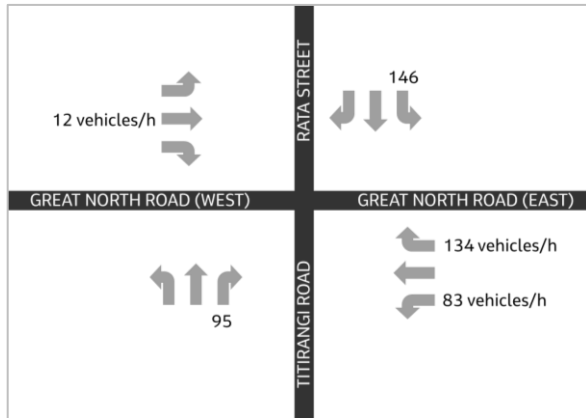 146
12 vehicles/h
RATA STREET
GREAT NORTH ROAD (WEST)
GREAT NORTH ROAD (EAST)
134 vehicles/h
83 vehicles/h
95
TITIRANGI ROAD